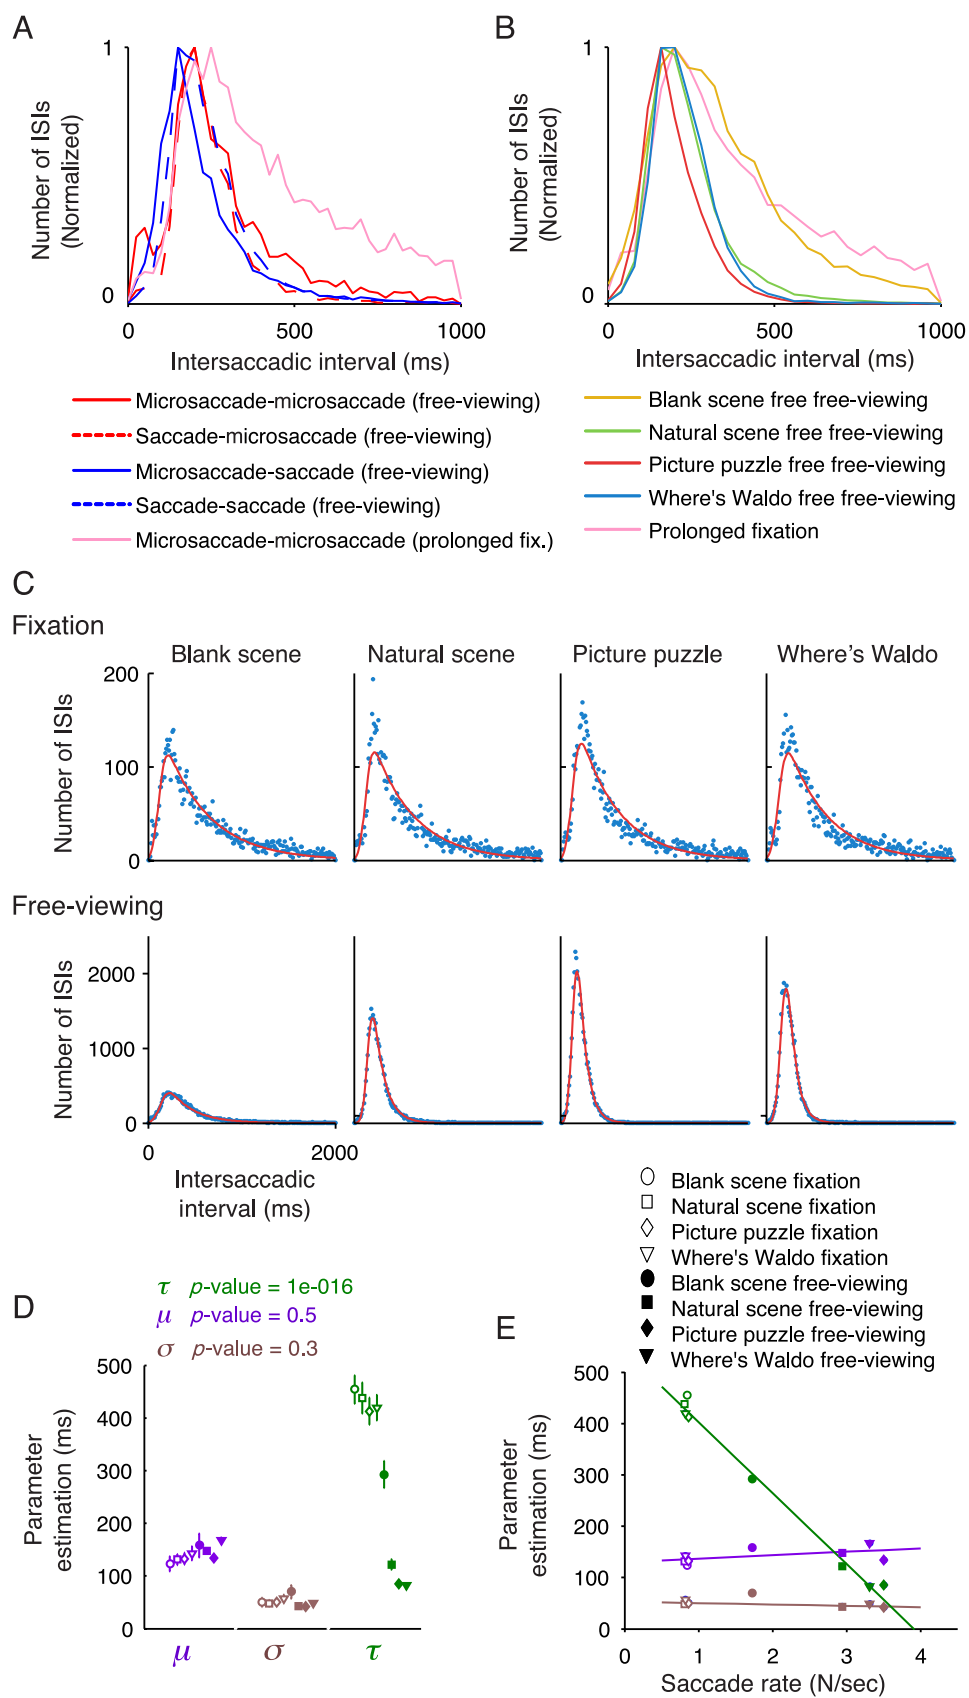 A
B
Number of ISIs
(Normalized)
1
0
0
500
1000
Intersaccadic interval (ms)
Number of ISIs
(Normalized)
1
0
0
500
1000
Intersaccadic interval (ms)
Microsaccade-microsaccade (free-viewing)
Saccade-microsaccade (free-viewing)
Microsaccade-saccade (free-viewing)
Saccade-saccade (free-viewing)
Microsaccade-microsaccade (prolonged fix.)
Blank scene free free-viewing
Natural scene free free-viewing
Picture puzzle free free-viewing
Where's Waldo free free-viewing
Prolonged fixation
C
Fixation
Blank scene
Natural scene
Picture puzzle
Where's Waldo
Number of ISIs
200
100
0
Free-viewing
Number of ISIs
2000
1000
0
0
2000
Intersaccadic
interval (ms)
Blank scene fixation
Natural scene fixation
Picture puzzle fixation
Where's Waldo fixation
Blank scene free-viewing
Natural scene free-viewing
Picture puzzle free-viewing
Where's Waldo free-viewing
D
τ p-value = 1e-016
μ p-value = 0.5
σ p-value = 0.3
Parameter
estimation (ms)
500
400
300
200
100
0
μ
σ
τ
E
Parameter
estimation (ms)
500
400
300
200
100
0
0
1
2
3
4
Saccade rate (N/sec)